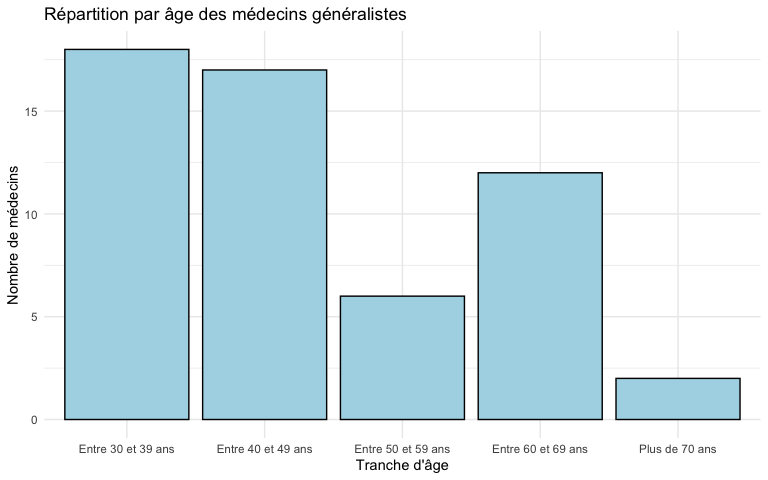 Répartition par âge des médecins généralistes
Nombre de médecins
15
10
5
0
Entre 30 et 39 ans Entre 40 et 49 ans Entre 50 et 59 ans Entre 60 et 69 ans Plus de 70 ans
Tranche d'âge